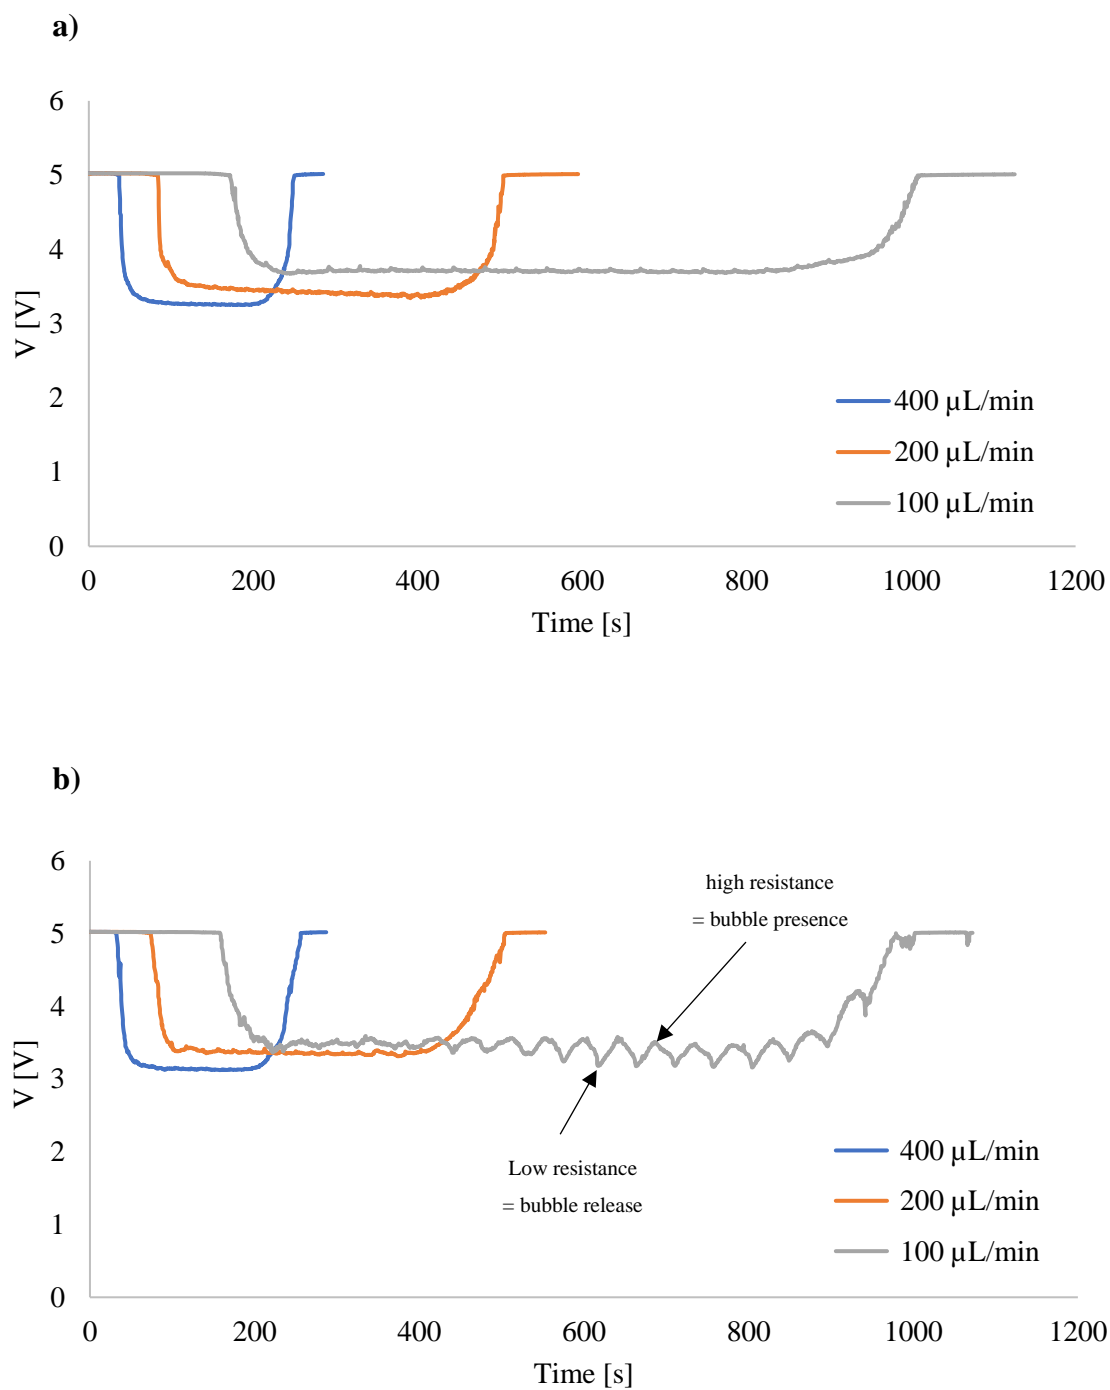 a)
6
5
4
3
2
1
0
V [V]
400 µL/min
200 µL/min
100 µL/min
0 200 400 600 800 1000 1200
Time [s]
b)
6
5
4
3
2
1
0
V [V]
high resistance
= bubble presence
Low resistance
= bubble release
400 µL/min
200 µL/min
100 µL/min
0 200 400 600 800 1000 1200
Time [s]